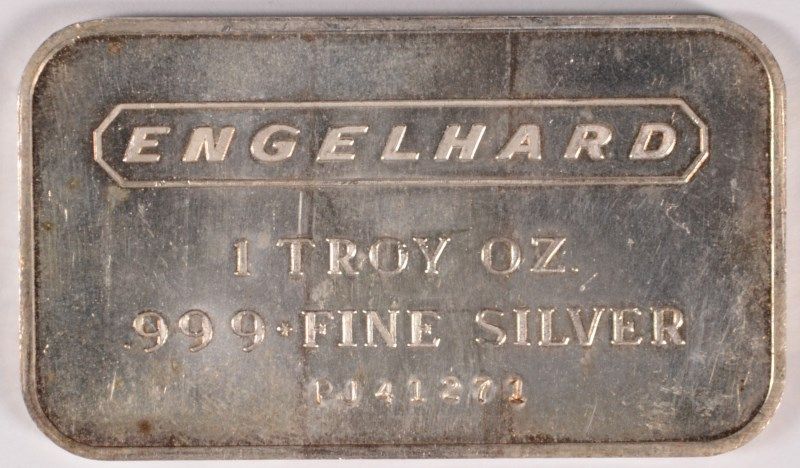 ENGELHARD
1 TROY OZ.
.999*FINE SILVER
PJ41271